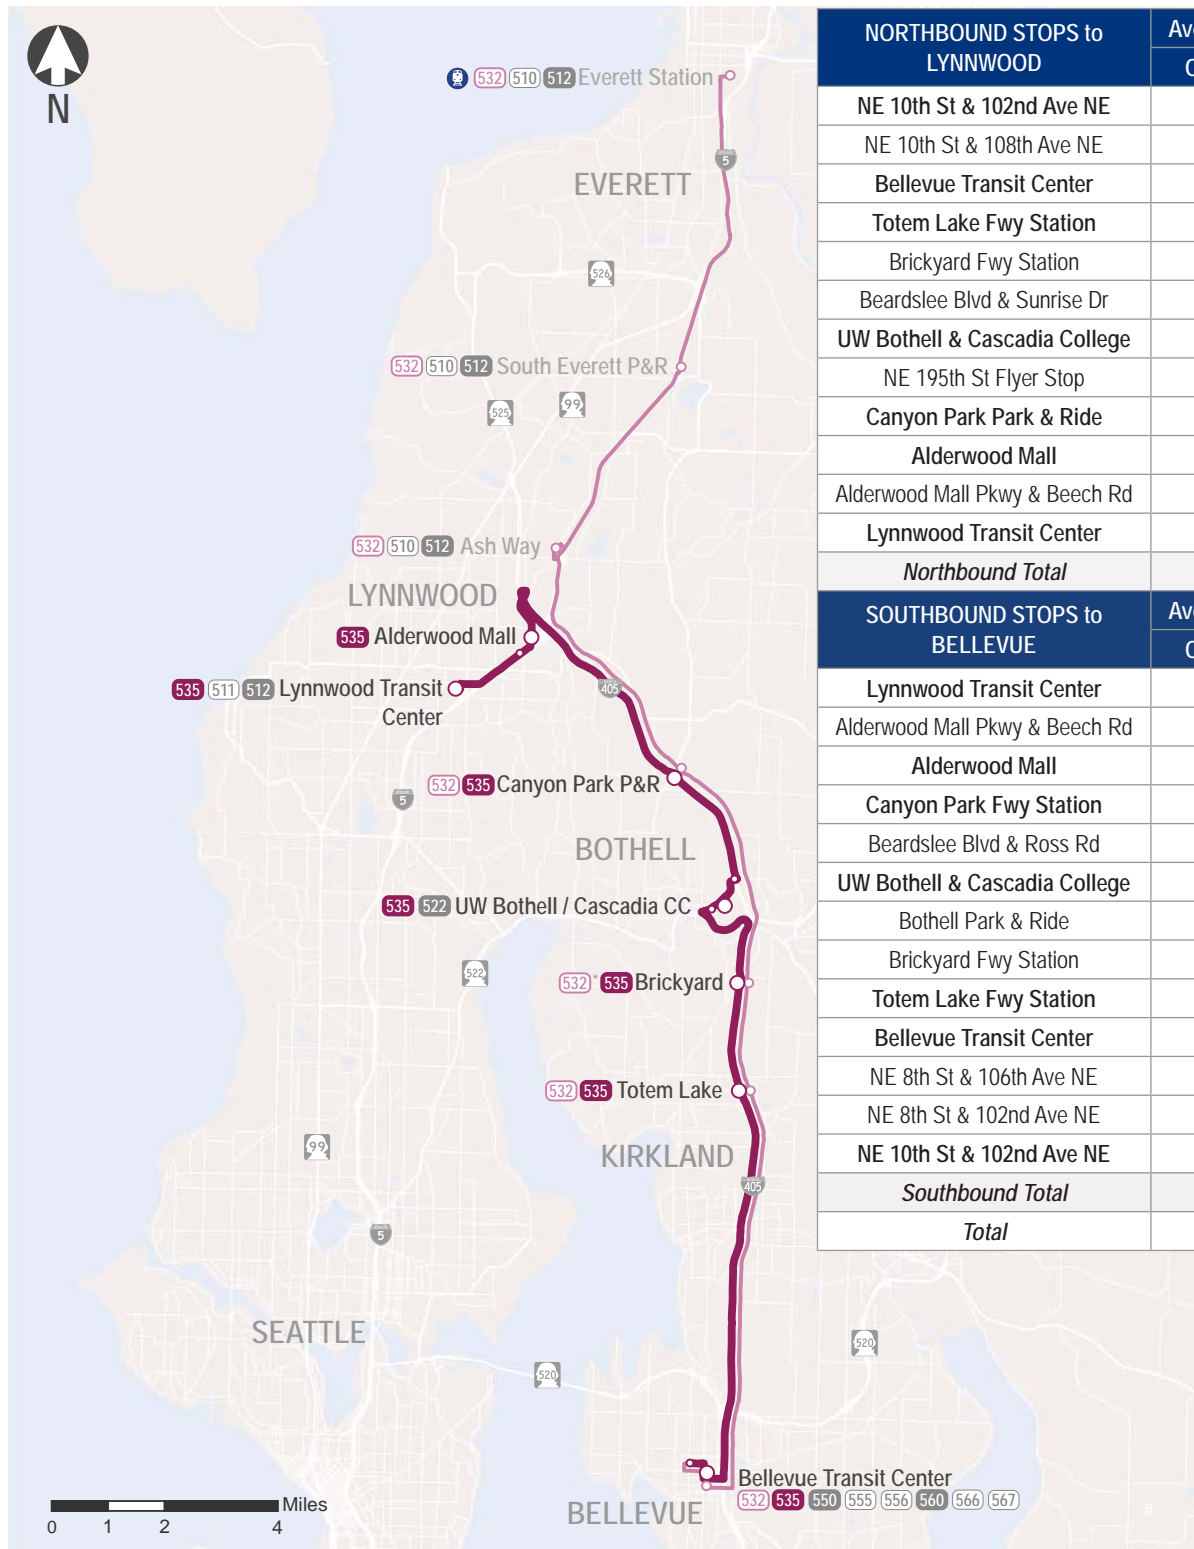 N
532 510 512 Everett Station
5
EVERETT
526
532 510 512 South Everett P&R
525
99
532 510 512 Ash Way
LYNNWOOD
535 Alderwood Mall
535 511 512 Lynnwood Transit
Center
405
532 535 Canyon Park P&R
5
BOTHELL
535 522 UW Bothell / Cascadia CC
522
532* 535 Brickyard
532 535 Totem Lake
99
KIRKLAND
405
5
SEATTLE
520
520
Bellevue Transit Center
532 535 550 555 556 560 566 567
BELLEVUE
#
Miles
0 1 2 4
NORTHBOUND STOPS to
LYNNWOOD
Ave
O
NE 10th St & 102nd Ave NE
NE 10th St & 108th Ave NE
Bellevue Transit Center
Totem Lake Fwy Station
Brickyard Fwy Station
Beardslee Blvd & Sunrise Dr
UW Bothell & Cascadia College
NE 195th St Flyer Stop
Canyon Park Park & Ride
Alderwood Mall
Alderwood Mall Pkwy & Beech Rd
Lynnwood Transit Center
Northbound Total
SOUTHBOUND STOPS to
BELLEVUE
Ave
O
Lynnwood Transit Center
Alderwood Mall Pkwy & Beech Rd
Alderwood Mall
Canyon Park Fwy Station
Beardslee Blvd & Ross Rd
UW Bothell & Cascadia College
Bothell Park & Ride
Brickyard Fwy Station
Totem Lake Fwy Station
Bellevue Transit Center
NE 8th St & 106th Ave NE
NE 8th St & 102nd Ave NE
NE 10th St & 102nd Ave NE
Southbound Total
Total